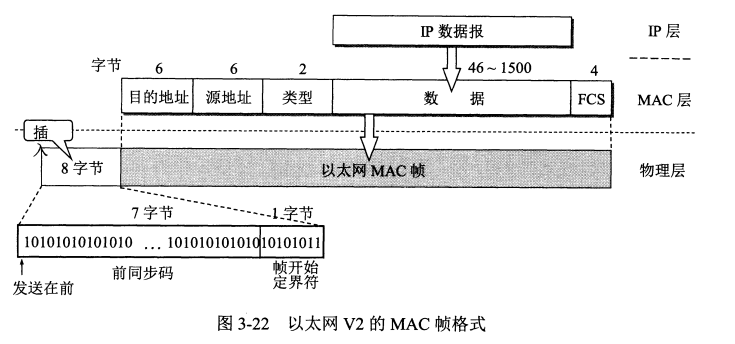 IP 数据报
IP 层
字节
6
6
2
46~1500
4
目的地址
源地址
类型
数 据
FCS
MAC 层
插
入
8 字节
以太网 MAC 帧
物理层
7 字节
1 字节
10101010101010 … 10101010101010101011
前同步码
帧开始
定界符
发送在前
图 3-22 以太网 V2 的 MAC 帧格式